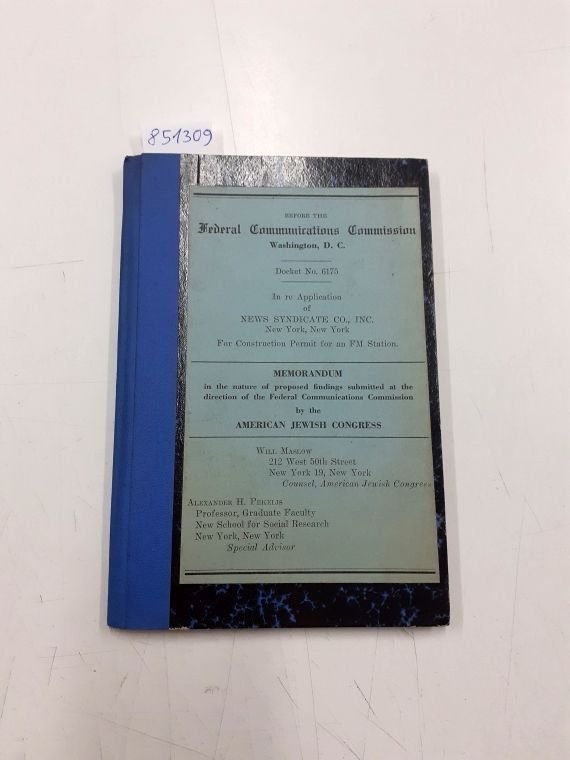 851309
BEFORE THE
Federal Communications Commission
Washington, D. C.
Docket No. 6175
In re Application
of
NEWS SYNDICATE CO., INC.
New York, New York
For Construction Permit for an FM Station.
MEMORANDUM
in the nature of proposed findings submitted at the
direction of the Federal Communications Commission
by the
AMERICAN JEWISH CONGRESS
WILL MASLOW
212 West 50th Street
New York 19, New York
Counsel, American Jewish Congress
ALEXANDER H. PEKELIS
Professor, Graduate Faculty
New School for Social Research
New York, New York
Special Advisor